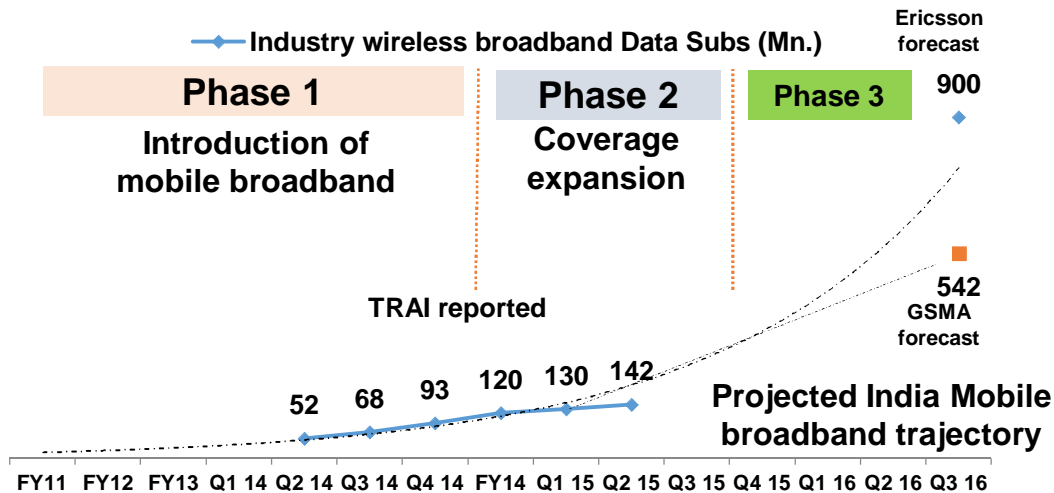 Industry wireless broadband Data Subs (Mn.)
Ericsson
forecast
900
Phase 1
Phase 2
Phase 3
Introduction of
mobile broadband
Coverage
expansion
542
GSMA
forecast
TRAI reported
52
68
93
120
130
142
Projected India Mobile
broadband trajectory
FY11 FY12 FY13 Q1 14 Q2 14 Q3 14 Q4 14 FY14 Q1 15 Q2 15 Q3 15 Q4 15 Q1 16 Q2 16 Q3 16